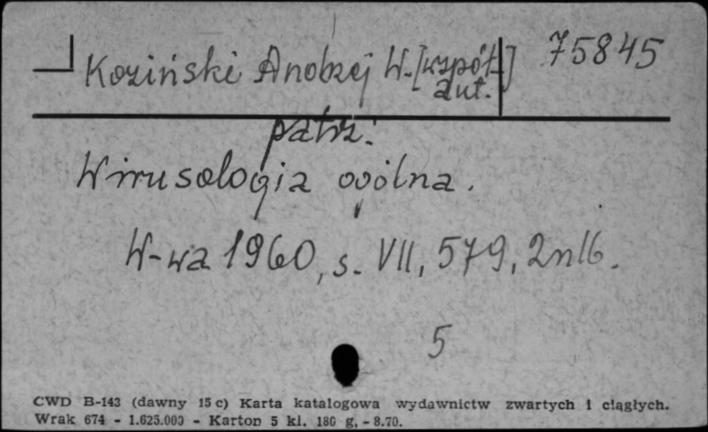 Koziński Andrzej W. [współ- 75845
aut.]
patrz:
Wirusologia ogólna.
W-wa 1960, s. VII, 579, 2nlb.
5
CWD B-143 (dawny 15 c) Karta katalogowa wydawnictw zwartych i ciągłych.
Wrak 674 - 1.625.000 - Karton 5 kl. 180 g. - 8.70.